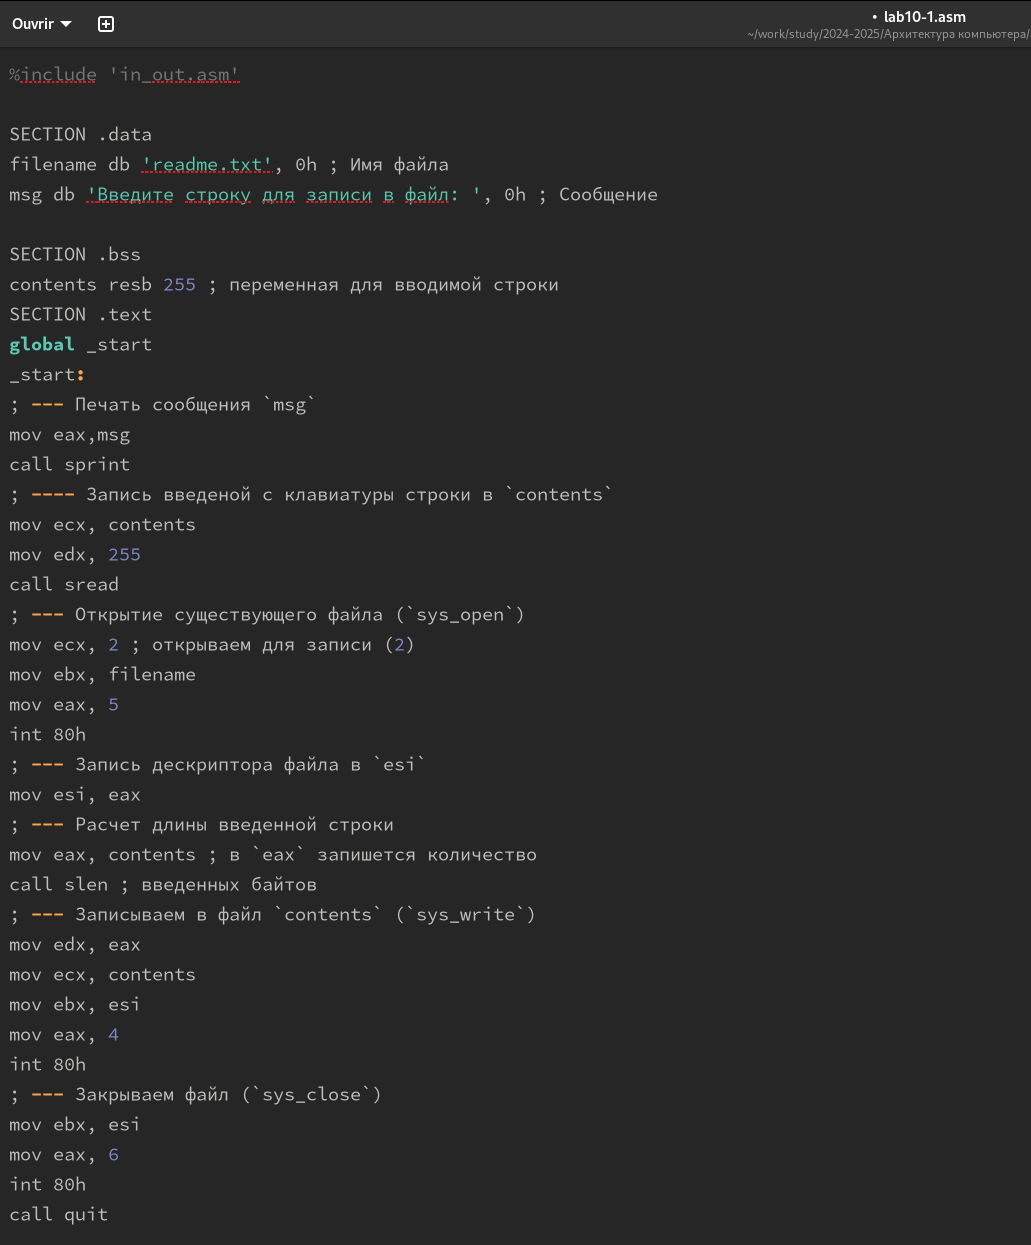 Ouvrir
• lab10-1.asm
~/work/study/2024-2025/Архитектура компьютера/
%include 'in_out.asm'
SECTION .data
filename db 'readme.txt', 0h ; Имя файла
msg db 'Введите строку для записи в файл: ', 0h ; Сообщение
SECTION .bss
contents resb 255 ; переменная для вводимой строки
SECTION .text
global _start
_start:
; --- Печать сообщения `msg`
mov eax,msg
call sprint
; ---- Запись введеной с клавиатуры строки в `contents`
mov ecx, contents
mov edx, 255
call sread
; --- Открытие существующего файла (`sys_open`)
mov ecx, 2 ; открываем для записи (2)
mov ebx, filename
mov eax, 5
int 80h
; --- Запись дескриптора файла в `esi`
mov esi, eax
; --- Расчет длины введенной строки
mov eax, contents ; в `eax` запишется количество
call slen ; введенных байтов
; --- Записываем в файл `contents` (`sys_write`)
mov edx, eax
mov ecx, contents
mov ebx, esi
mov eax, 4
int 80h
; --- Закрываем файл (`sys_close`)
mov ebx, esi
mov eax, 6
int 80h
call quit